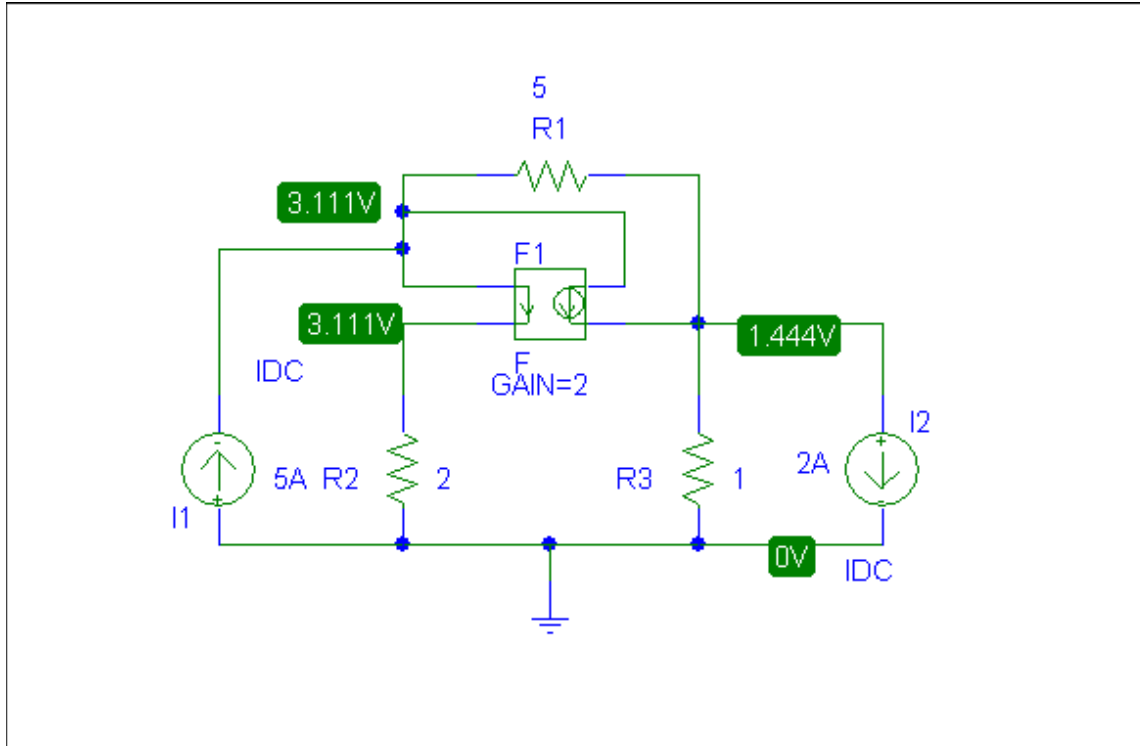 5
R1
3.111V
F1
3.111V
1.444V
IDC
F
GAIN=2
I2
-
+
5A
R2
2
R3
1
2A
+
I1
0V
IDC